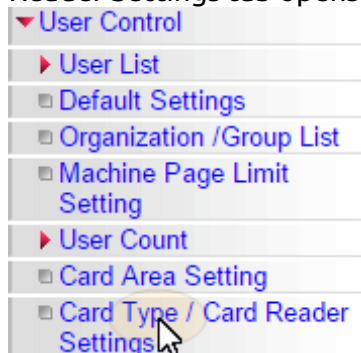 User Control
User List
Default Settings
Organization /Group List
Machine Page Limit
Setting
User Count
Card Area Setting
Card Type / Card Reader
Settings